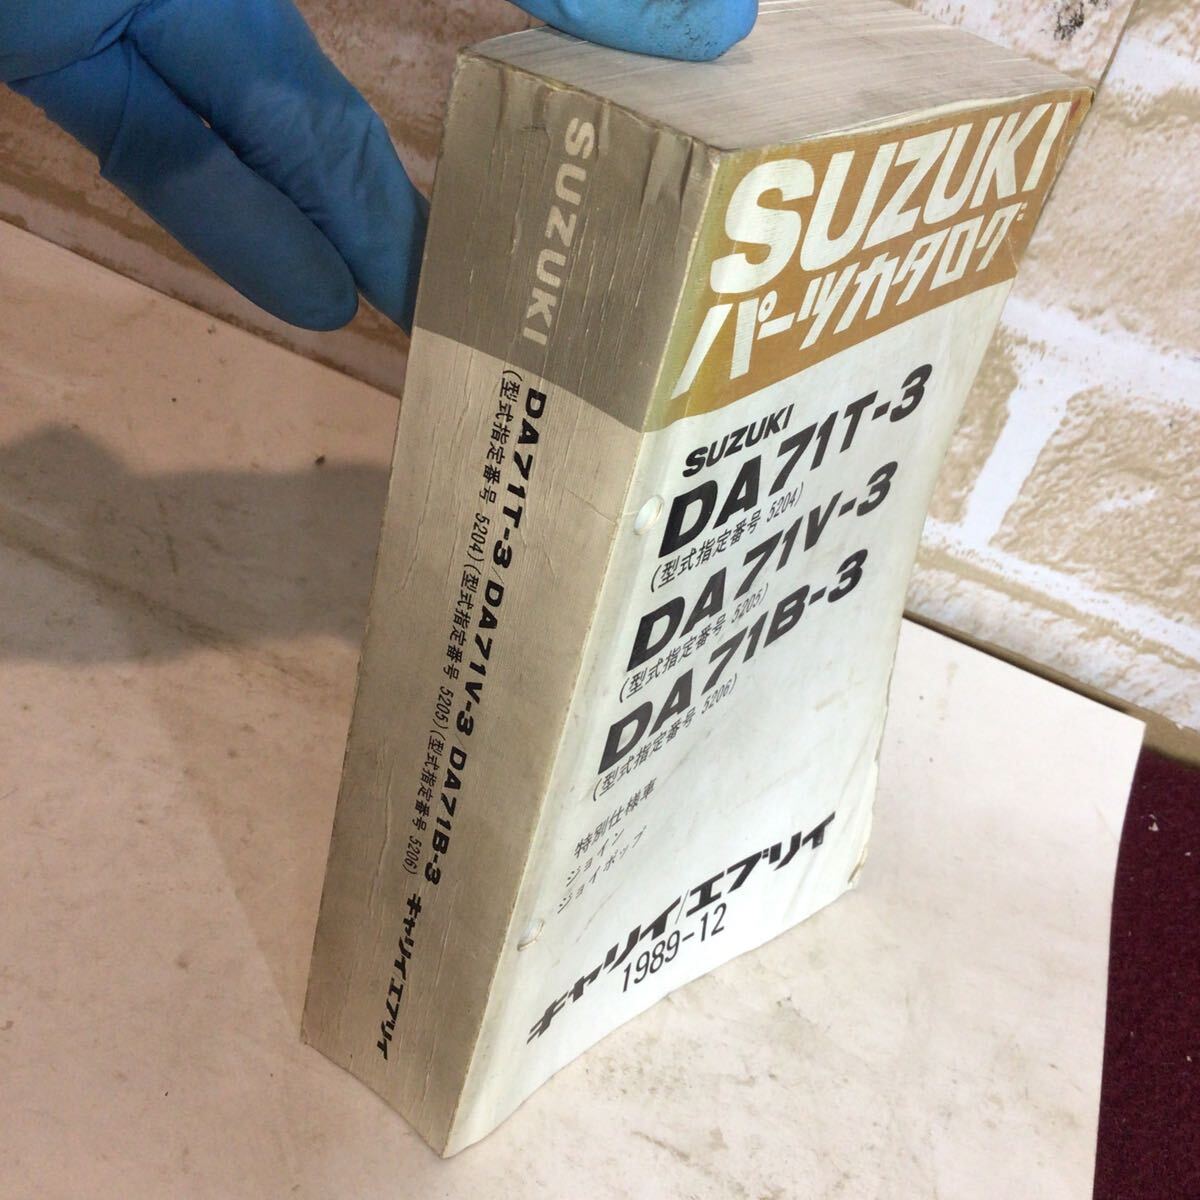 SUZUKI
パーツカタログ
SUZUKI
DA71T-3
(型式指定番号 5204)
DA71V-3
(型式指定番号 5205)
DA71B-3
(型式指定番号 5206)
特別仕様車
ジョイン
ジョイポップ
キャリイ/エブリイ
1989-12
SUZUKI
DA71T-3 DA71V-3 DA71B-3 キャリイエブリイ
(型式指定番号 5204)(型式指定番号 5205)(型式指定番号 5206)